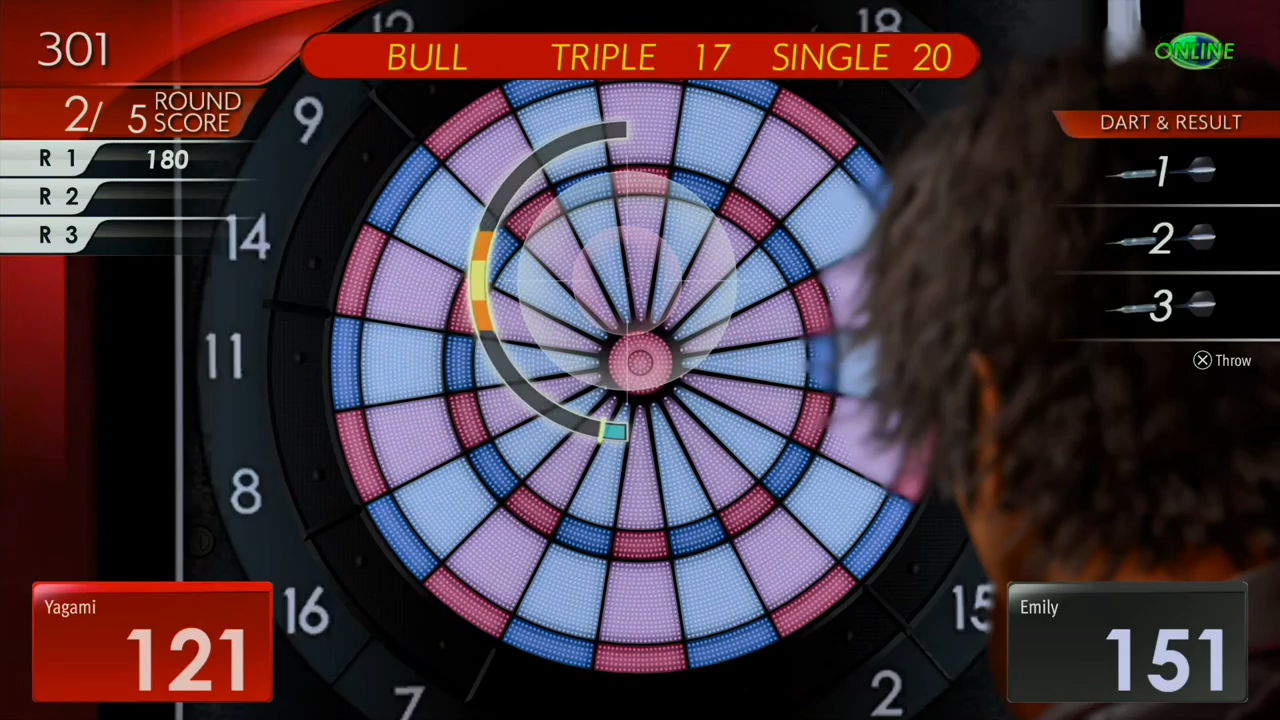 301
BULL TRIPLE 17 SINGLE 20
ONLINE
2/ 5 ROUND SCORE
R 1 180
R 2
R 3
DART & RESULT
1
2
3
Throw
12
18
9
14
11
8
16
7
2
15
Yagami
121
Emily
151